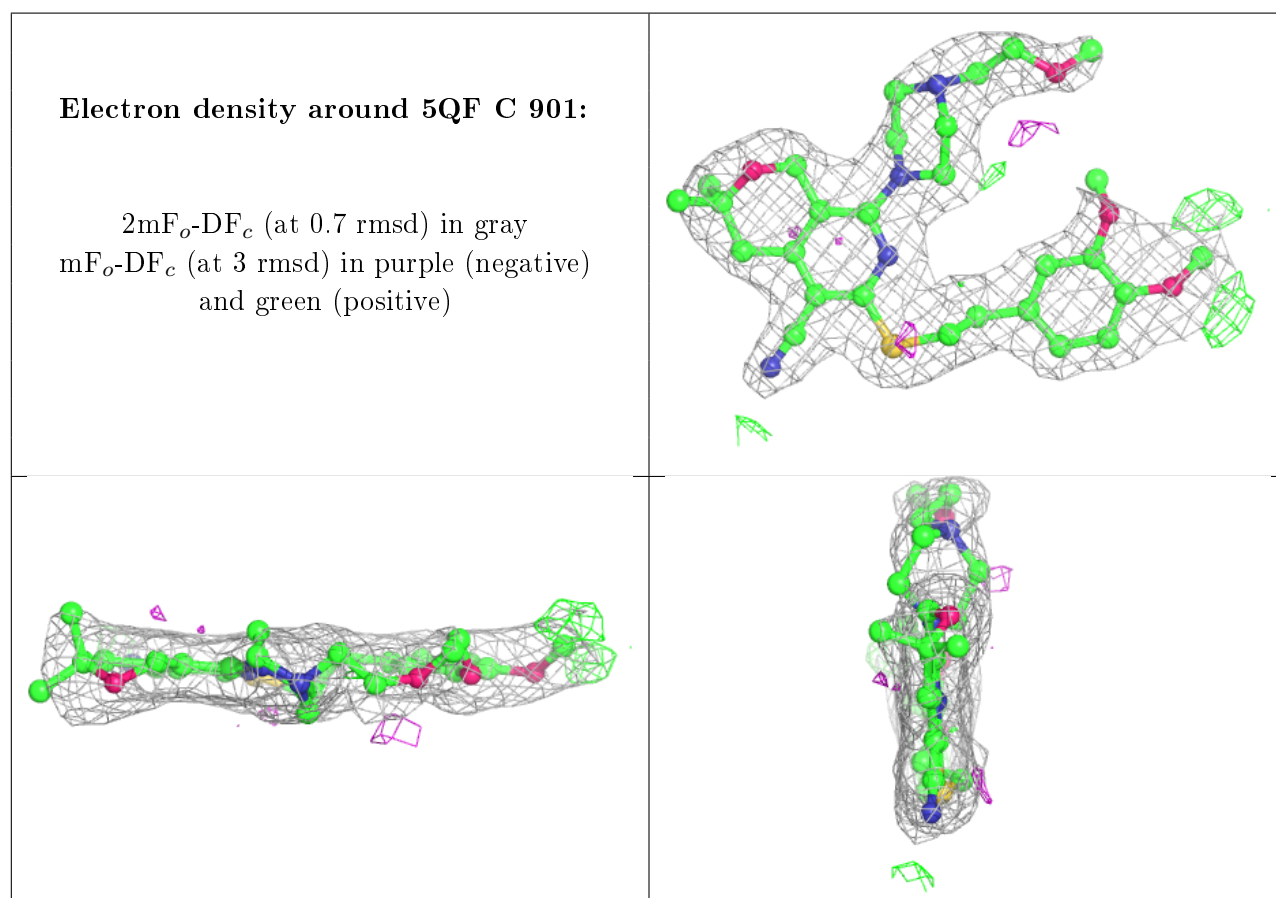 Electron density around 5QF C 901:
2mFo-DFc (at 0.7 rmsd) in gray
mFo-DFc (at 3 rmsd) in purple (negative)
and green (positive)